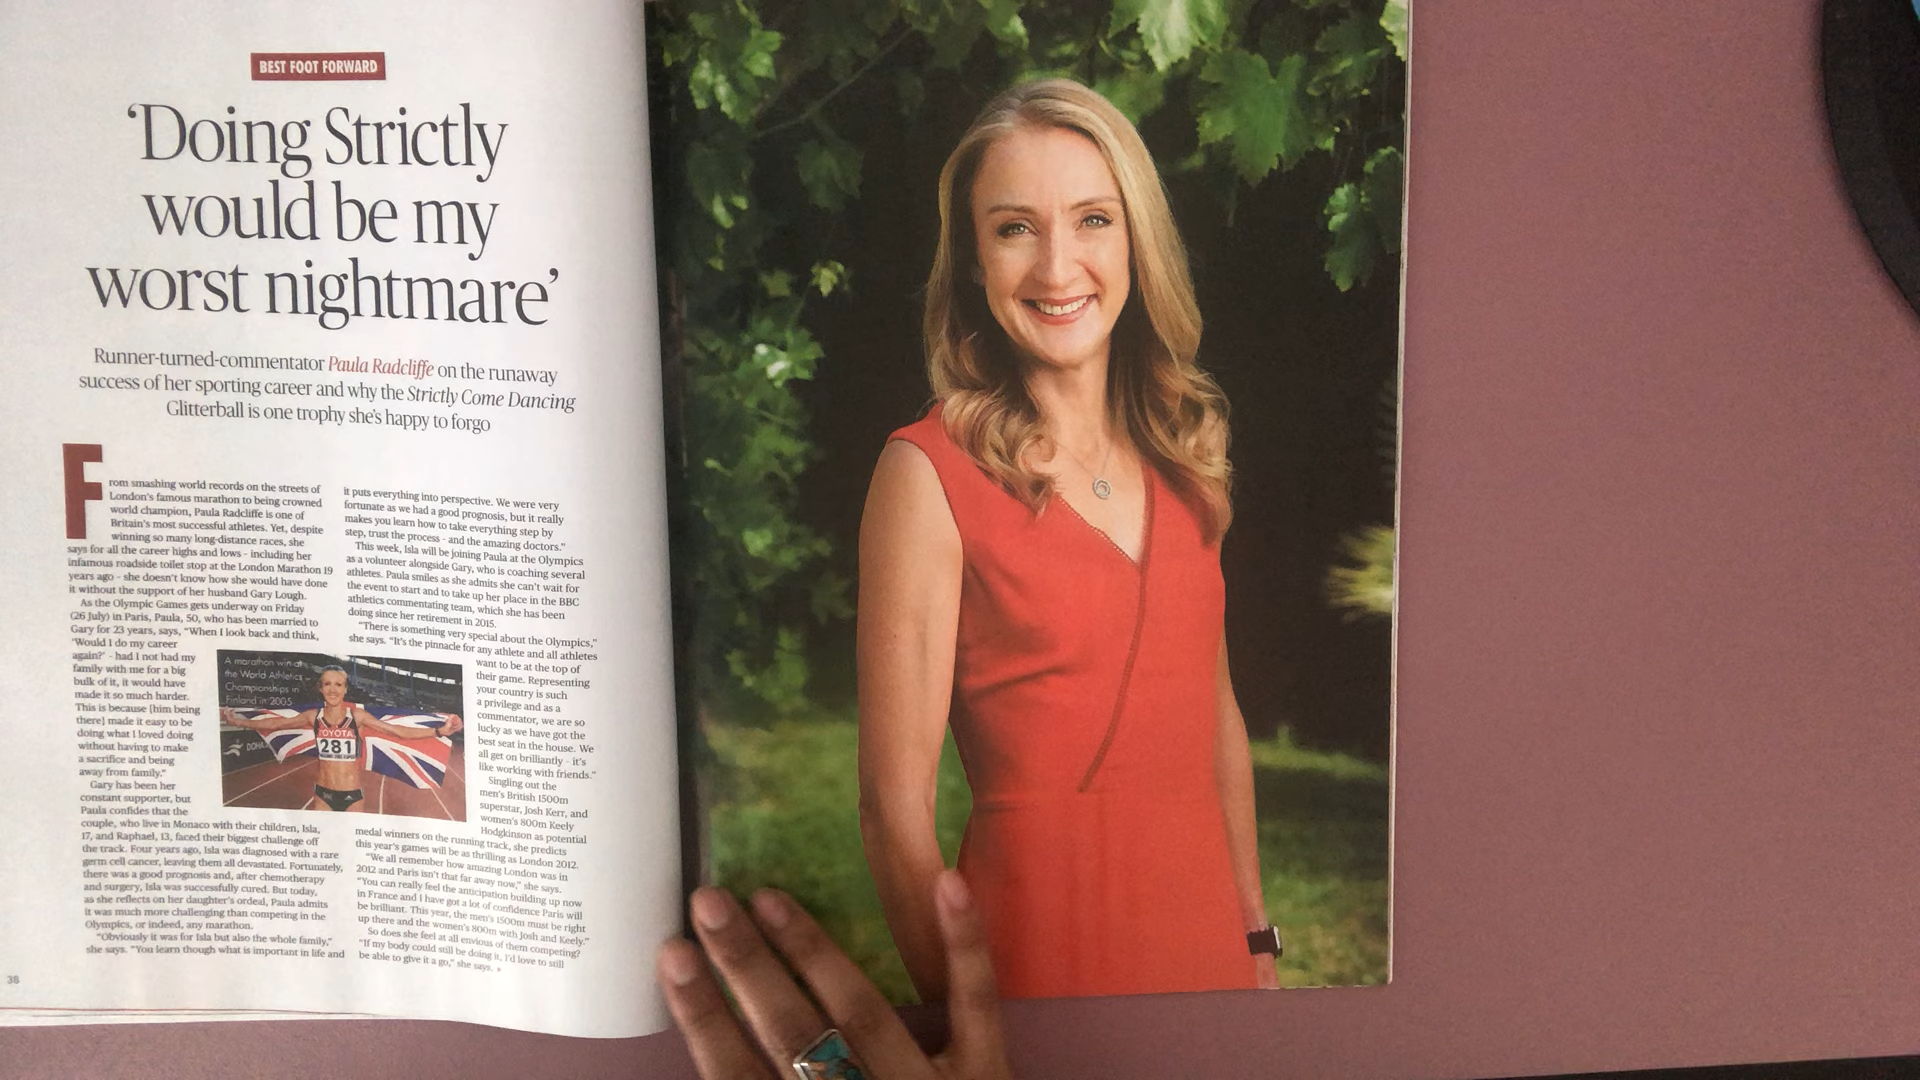 BEST FOOT FORWARD
‘Doing Strictly
would be my
worst nightmare’
Runner-turned-commentator Paula Radcliffe on the runaway
success of her sporting career and why the Strictly Come Dancing
Glitterball is one trophy she's happy to forgo
From smashing world records on the streets of
London's famous marathon to being crowned
world champion, Paula Radcliffe is one of
Britain's most successful athletes. Yet, despite
winning so many long-distance races, she
says for all the career highs and lows - including her
infamous roadside toilet stop at the London Marathon 19
years ago - she doesn't know how she would have done
it without the support of her husband Gary Lough.
As the Olympic Games gets underway on Friday
(26 July) in Paris, Paula, 50, who has been married to
Gary for 23 years, says, "When I look back and think,
'Would I do my career
again?' - had I not had my
family with me for a big
bulk of it, it would have
made it so much harder.
This is because [him being
there] made it easy to be
doing what I loved doing
without having to make
a sacrifice and being
away from family."
Gary has been her
constant supporter, but
Paula confides that the
couple, who live in Monaco with their children, Isla,
17, and Raphael, 13, faced their biggest challenge off
the track. Four years ago, Isla was diagnosed with a rare
germ cell cancer, leaving them all devastated. Fortunately,
there was a good prognosis and, after chemotherapy
and surgery, Isla was successfully cured. But today,
as she reflects on her daughter's ordeal, Paula admits
it was much more challenging than competing in the
Olympics, or indeed, any marathon.
"Obviously it was for Isla but also the whole family,"
she says. "You learn though what is important in life and
it puts everything into perspective. We were very
fortunate as we had a good prognosis, but it really
makes you learn how to take everything step by
step, trust the process - and the amazing doctors."
This week, Isla will be joining Paula at the Olympics
as a volunteer alongside Gary, who is coaching several
athletes. Paula smiles as she admits she can't wait for
the event to start and to take up her place in the BBC
athletics commentating team, which she has been
doing since her retirement in 2015.
"There is something very special about the Olympics,"
she says. "It's the pinnacle for any athlete and all athletes
want to be at the top of
their game. Representing
your country is such
a privilege and as a
commentator, we are so
lucky as we have got the
best seat in the house. We
all get on brilliantly - it's
like working with friends."
Singling out the
men's British 1500m
superstar, Josh Kerr, and
women's 800m Keely
Hodgkinson as potential
medal winners on the running track, she predicts
this year's games will be as thrilling as London 2012.
"We all remember how amazing London was in
2012 and Paris isn't that far away now," she says.
"You can really feel the anticipation building up now
in France and I have got a lot of confidence Paris will
be brilliant. This year, the men's 1500m must be right
up there and the women's 800m with Josh and Keely."
So does she feel at all envious of them competing?
"If my body could still be doing it, I'd love to still
be able to give it a go," she says. »
A marathon win at
the World Athletics
Championships in
Finland in 2005
TOYOTA
281
DOHA
38